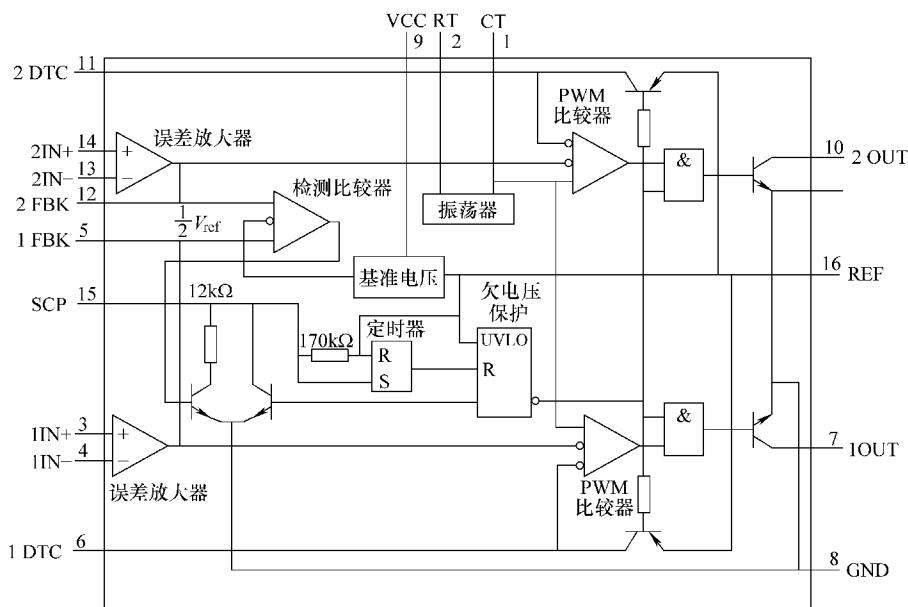 VCC RT CT
9 2 1
11
2 DTC
PWM
比较器
误差放大器
14
2IN+
+
13
2IN−
−
&
10
2 OUT
12
2 FBK
检测比较器
1/2 Vref
振荡器
5
1 FBK
基准电压
16
REF
15
SCP
12kΩ
欠电压
保护
定时器
170kΩ
UVLO
R
R
S
3
1IN+
+
4
1IN−
−
&
7
1OUT
误差放大器
PWM
比较器
6
1 DTC
8
GND